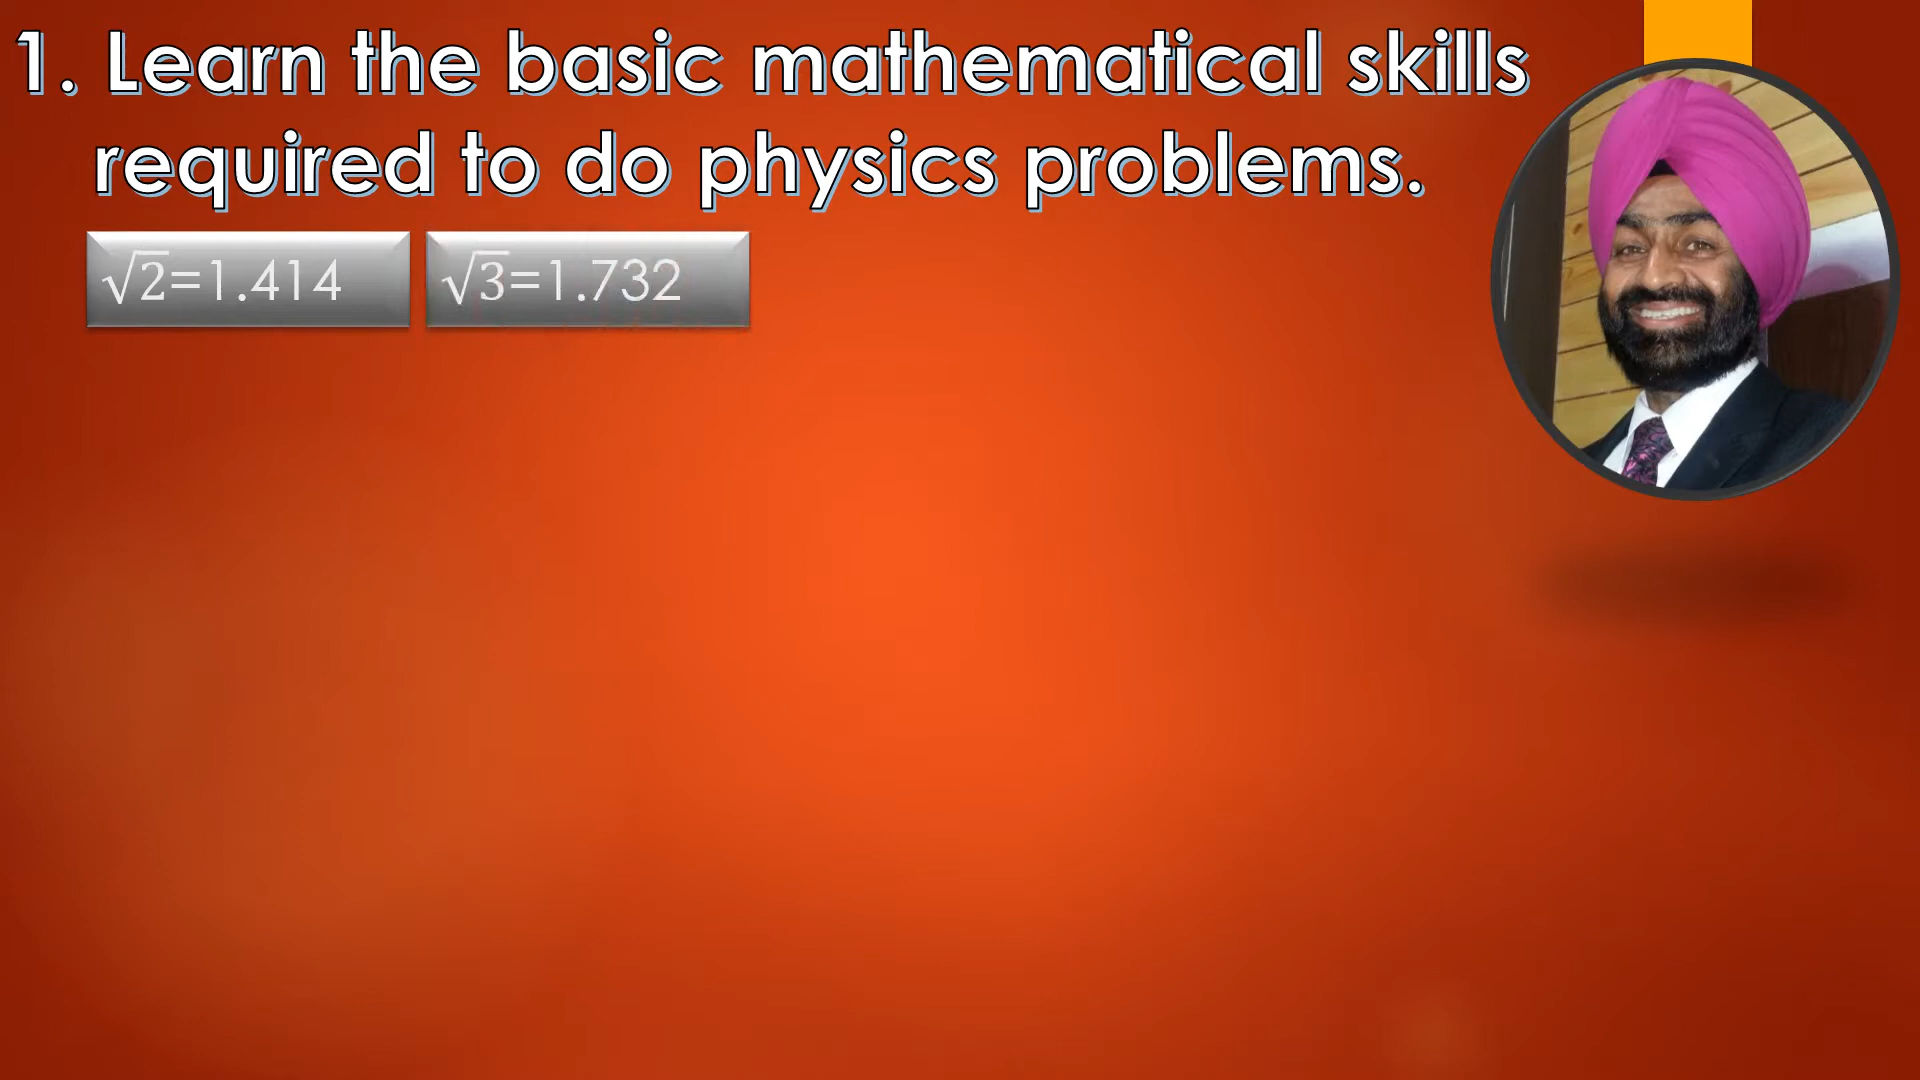 1. Learn the basic mathematical skills
required to do physics problems.
√2=1.414 √3=1.732